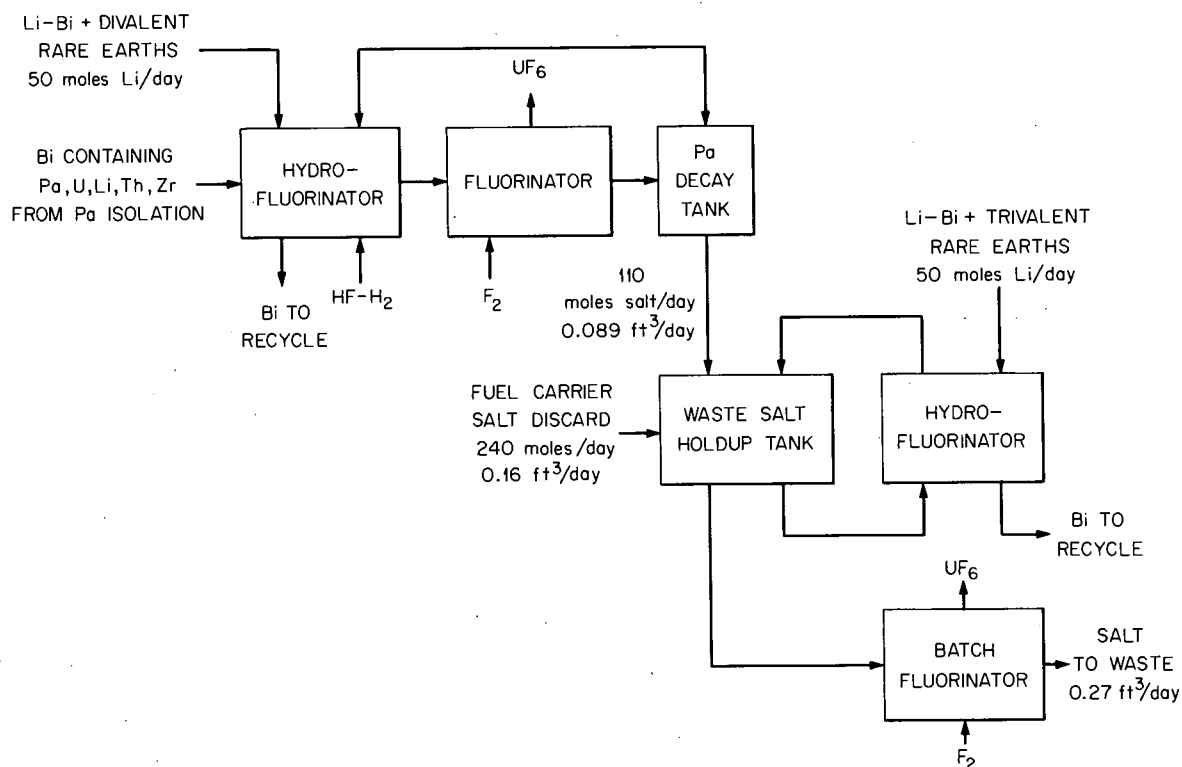 Li–Bi + DIVALENT
RARE EARTHS
50 moles Li/day
UF6
Bi CONTAINING
Pa, U, Li, Th, Zr
FROM Pa ISOLATION
HYDRO-
FLUORINATOR
FLUORINATOR
Pa
DECAY
TANK
Bi TO
RECYCLE
HF–H2
F2
110
moles salt/day
0.089 ft3/day
Li–Bi + TRIVALENT
RARE EARTHS
50 moles Li/day
FUEL CARRIER
SALT DISCARD
240 moles/day
0.16 ft3/day
WASTE SALT
HOLDUP TANK
HYDRO-
FLUORINATOR
Bi TO
RECYCLE
UF6
BATCH
FLUORINATOR
SALT
TO WASTE
0.27 ft3/day
F2